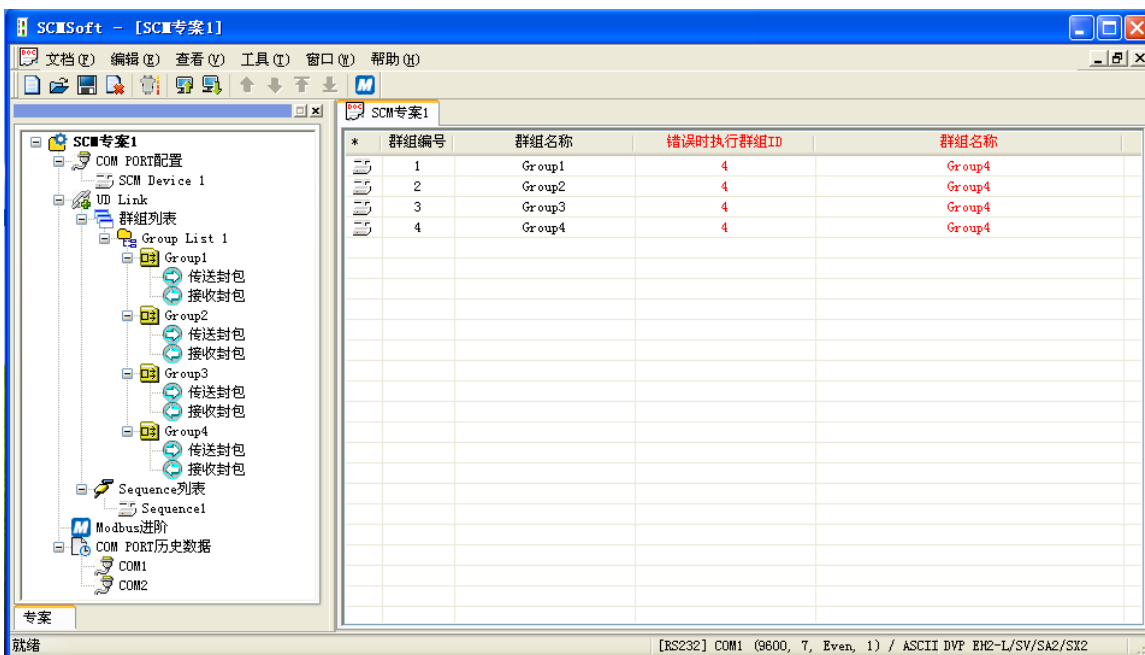 SCMSoft - [SCM专案1]
文档(F) 编辑(E) 查看(V) 工具(T) 窗口(W) 帮助(H)
SCM专案1
SCM专案1
COM PORT配置
SCM Device 1
UD Link
群组列表
Group List 1
Group1
传送封包
接收封包
Group2
传送封包
接收封包
Group3
传送封包
接收封包
Group4
传送封包
接收封包
Sequence列表
Sequence1
Modbus进阶
COM PORT历史数据
COM1
COM2
专案
* 群组编号 群组名称 错误时执行群组ID 群组名称
1 Group1 4 Group4
2 Group2 4 Group4
3 Group3 4 Group4
4 Group4 4 Group4
就绪 [RS232] COM1 (9600, 7, Even, 1) / ASCII DVP EH2-L/SV/SA2/SX2